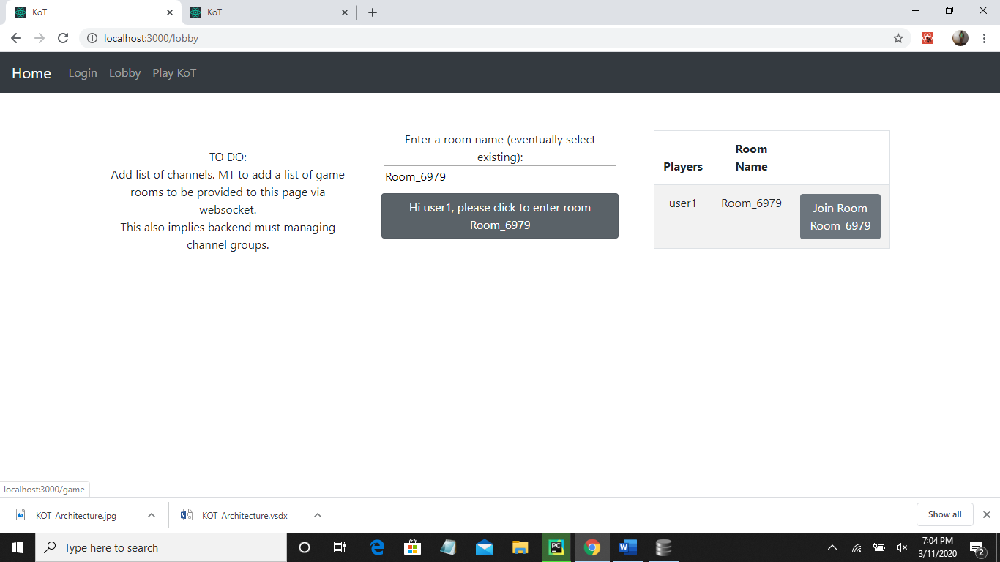 KoT
KoT
localhost:3000/lobby
Home Login Lobby Play KoT
TO DO:
Add list of channels. MT to add a list of game
rooms to be provided to this page via
websocket.
This also implies backend must managing
channel groups.
Enter a room name (eventually select
existing):
Room_6979
Hi user1, please click to enter room
Room_6979
Players
Room
Name
user1
Room_6979
Join Room
Room_6979
localhost:3000/game
KOT_Architecture.jpg
KOT_Architecture.vsdx
Show all
Type here to search
PC
7:04 PM
3/11/2020
2